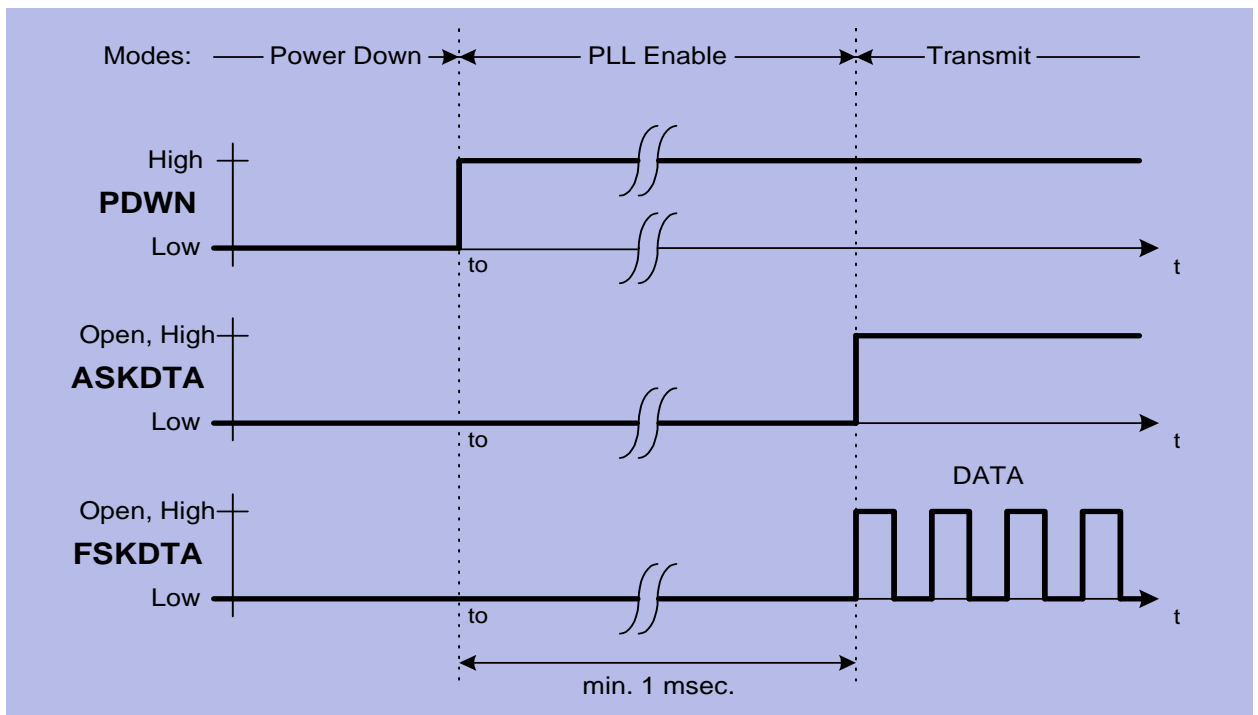 Modes: Power Down PLL Enable Transmit
High
PDWN
Low
to
t
Open, High
ASKDTA
Low
to
t
DATA
Open, High
FSKDTA
Low
to
t
min. 1 msec.